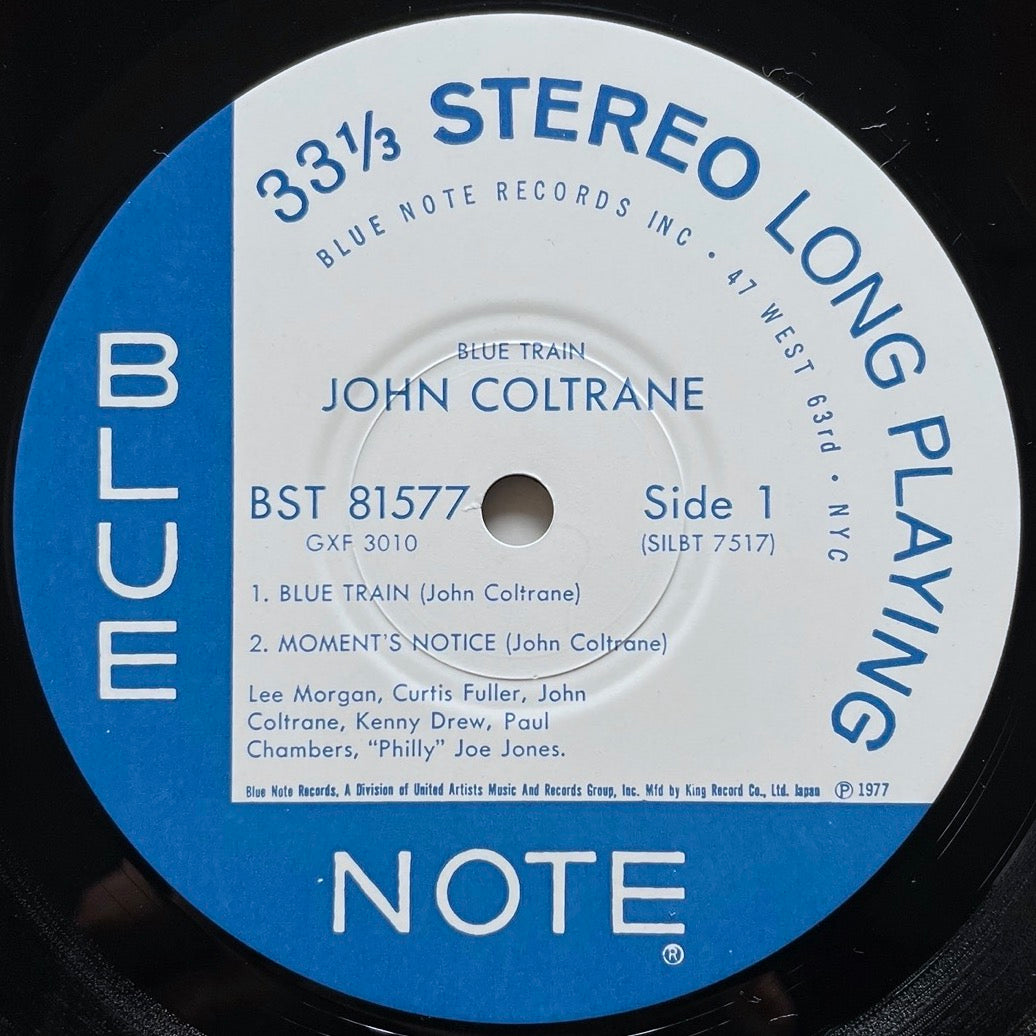 33⅓ STEREO LONG PLAYING
BLUE NOTE RECORDS INC · 47 WEST 63rd · NYC
BLUE TRAIN
JOHN COLTRANE
BST 81577 Side 1
GXF 3010 (SILBT 7517)
1. BLUE TRAIN (John Coltrane)
2. MOMENT'S NOTICE (John Coltrane)
Lee Morgan, Curtis Fuller, John
Coltrane, Kenny Drew, Paul
Chambers, "Philly" Joe Jones.
Blue Note Records, A Division of United Artists Music And Records Group, Inc. Mfd by King Record Co., Ltd. Japan ℗ 1977
BLUE
NOTE®